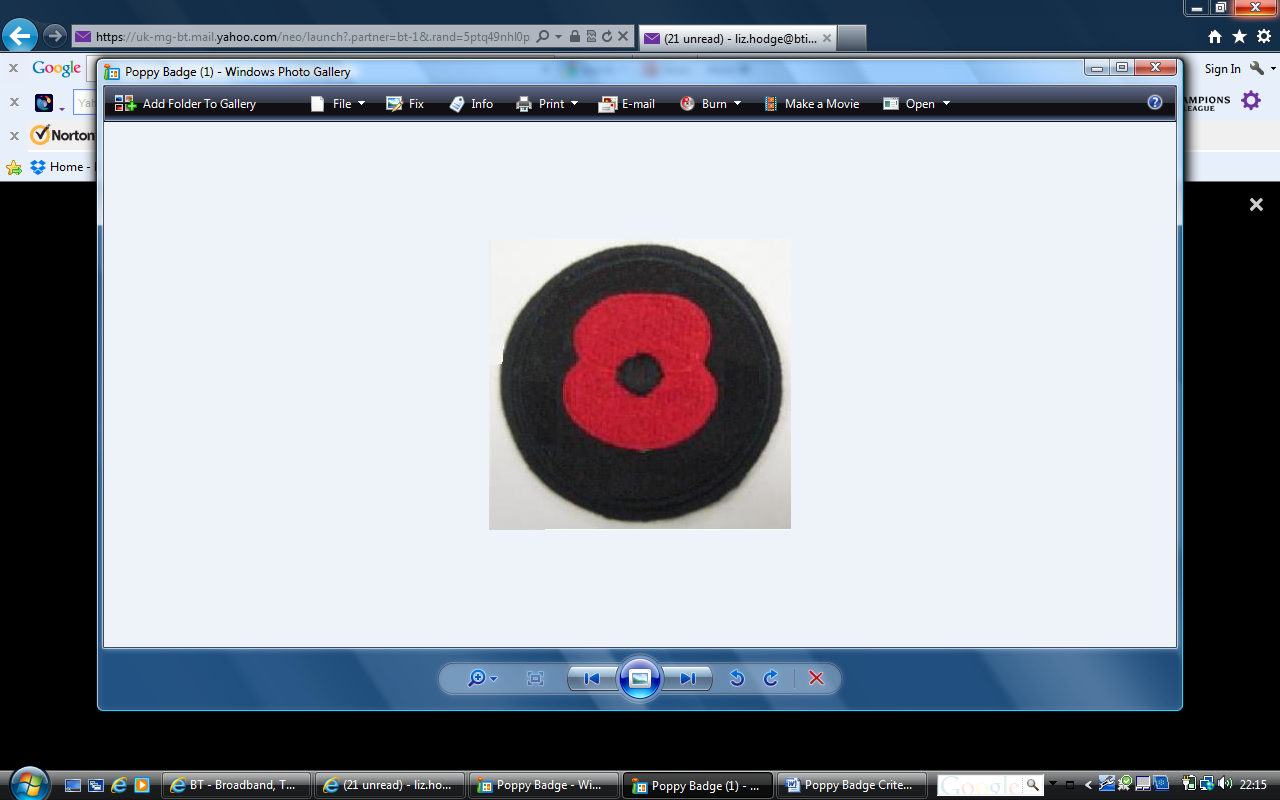 https://uk-mg-bt.mail.yahoo.com/neo/launch?.partner=bt-1&.rand=5ptq49nhl0p
(21 unread) - liz.hodge@bti...
Google
Sign In
Poppy Badge (1) - Windows Photo Gallery
Add Folder To Gallery File Fix Info Print E-mail Burn Make a Movie Open
AMPIONS
LEAGUE
Norton
Home -
BT - Broadband, T... (21 unread) - liz.ho... Poppy Badge - Wi... Poppy Badge (1) - ... Poppy Badge Crite... Google 22:15